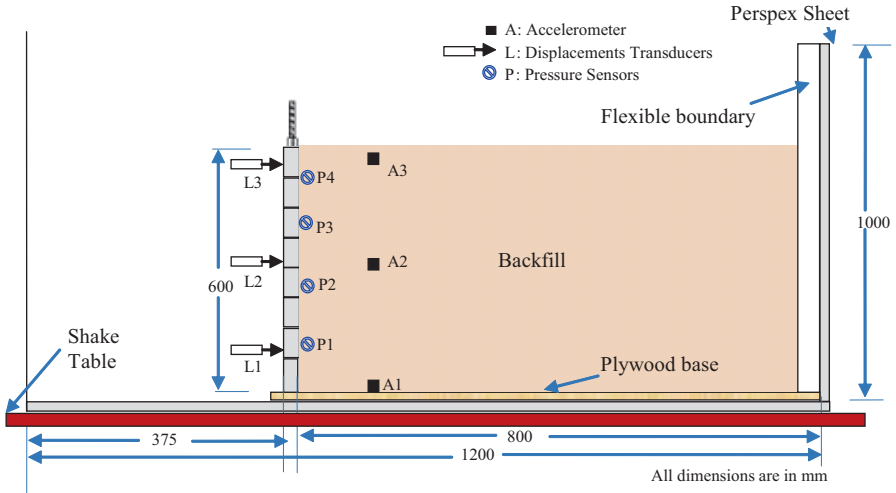 Perspex Sheet
A: Accelerometer
L: Displacements Transducers
P: Pressure Sensors
Flexible boundary
L3
P4
A3
P3
1000
L2
A2
Backfill
600
P2
Shake
Table
L1
P1
Plywood base
A1
375
800
1200
All dimensions are in mm